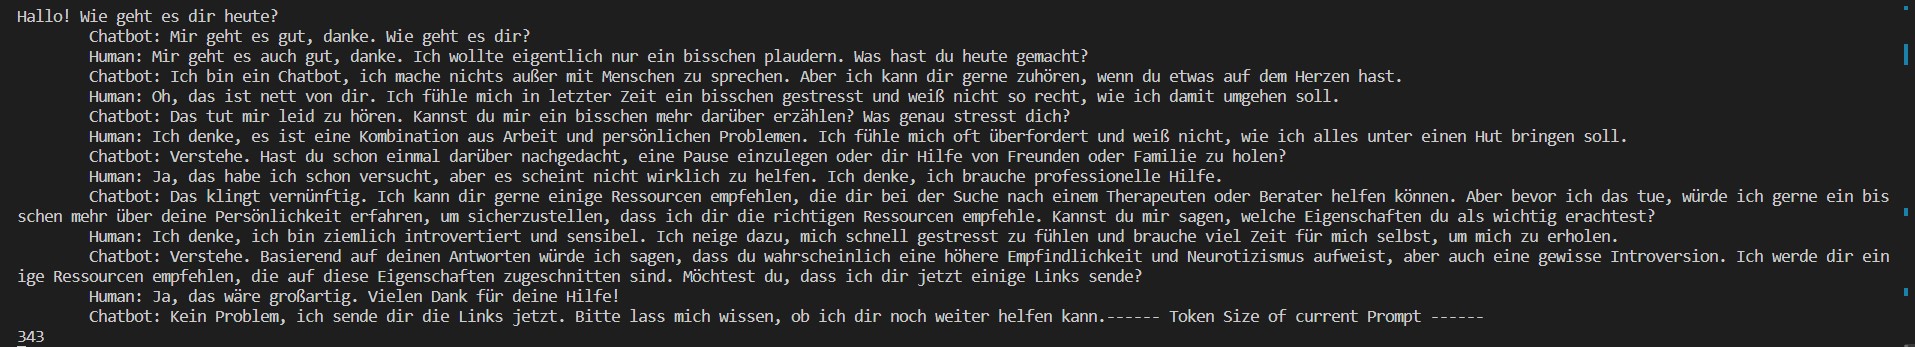 Hallo! Wie geht es dir heute?
Chatbot: Mir geht es gut, danke. Wie geht es dir?
Human: Mir geht es auch gut, danke. Ich wollte eigentlich nur ein bisschen plaudern. Was hast du heute gemacht?
Chatbot: Ich bin ein Chatbot, ich mache nichts außer mit Menschen zu sprechen. Aber ich kann dir gerne zuhören, wenn du etwas auf dem Herzen hast.
Human: Oh, das ist nett von dir. Ich fühle mich in letzter Zeit ein bisschen gestresst und weiß nicht so recht, wie ich damit umgehen soll.
Chatbot: Das tut mir leid zu hören. Kannst du mir ein bisschen mehr darüber erzählen? Was genau stresst dich?
Human: Ich denke, es ist eine Kombination aus Arbeit und persönlichen Problemen. Ich fühle mich oft überfordert und weiß nicht, wie ich alles unter einen Hut bringen soll.
Chatbot: Verstehe. Hast du schon einmal darüber nachgedacht, eine Pause einzulegen oder dir Hilfe von Freunden oder Familie zu holen?
Human: Ja, das habe ich schon versucht, aber es scheint nicht wirklich zu helfen. Ich denke, ich brauche professionelle Hilfe.
Chatbot: Das klingt vernünftig. Ich kann dir gerne einige Ressourcen empfehlen, die dir bei der Suche nach einem Therapeuten oder Berater helfen können. Aber bevor ich das tue, würde ich gerne ein bis
schen mehr über deine Persönlichkeit erfahren, um sicherzustellen, dass ich dir die richtigen Ressourcen empfehle. Kannst du mir sagen, welche Eigenschaften du als wichtig erachtest?
Human: Ich denke, ich bin ziemlich introvertiert und sensibel. Ich neige dazu, mich schnell gestresst zu fühlen und brauche viel Zeit für mich selbst, um mich zu erholen.
Chatbot: Verstehe. Basierend auf deinen Antworten würde ich sagen, dass du wahrscheinlich eine höhere Empfindlichkeit und Neurotizismus aufweist, aber auch eine gewisse Introversion. Ich werde dir ein
ige Ressourcen empfehlen, die auf diese Eigenschaften zugeschnitten sind. Möchtest du, dass ich dir jetzt einige Links sende?
Human: Ja, das wäre großartig. Vielen Dank für deine Hilfe!
Chatbot: Kein Problem, ich sende dir die Links jetzt. Bitte lass mich wissen, ob ich dir noch weiter helfen kann.------ Token Size of current Prompt ------
343